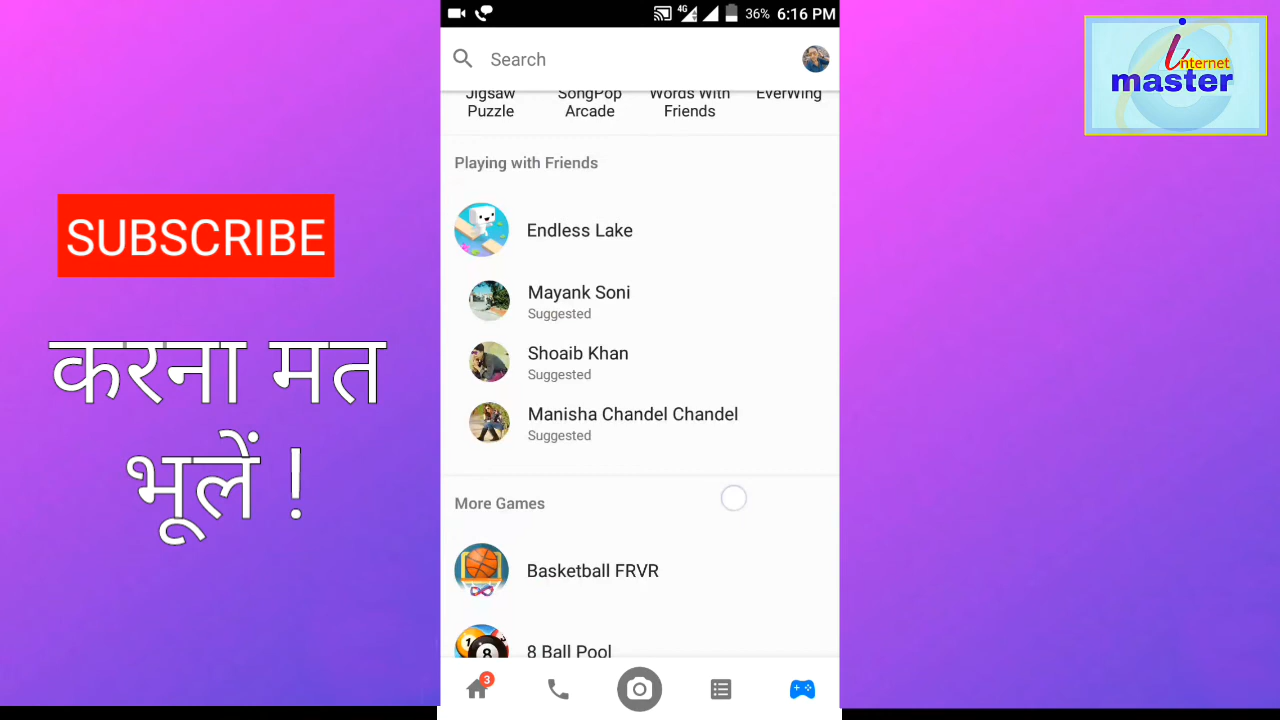 4G 36% 6:16 PM
Search
Jigsaw Puzzle
SongPop Arcade
Words With Friends
EverWing
Playing with Friends
Endless Lake
Mayank Soni
Suggested
Shoaib Khan
Suggested
Manisha Chandel Chandel
Suggested
More Games
Basketball FRVR
8 Ball Pool
3
SUBSCRIBE
करना मत
भूलें !
internet
master